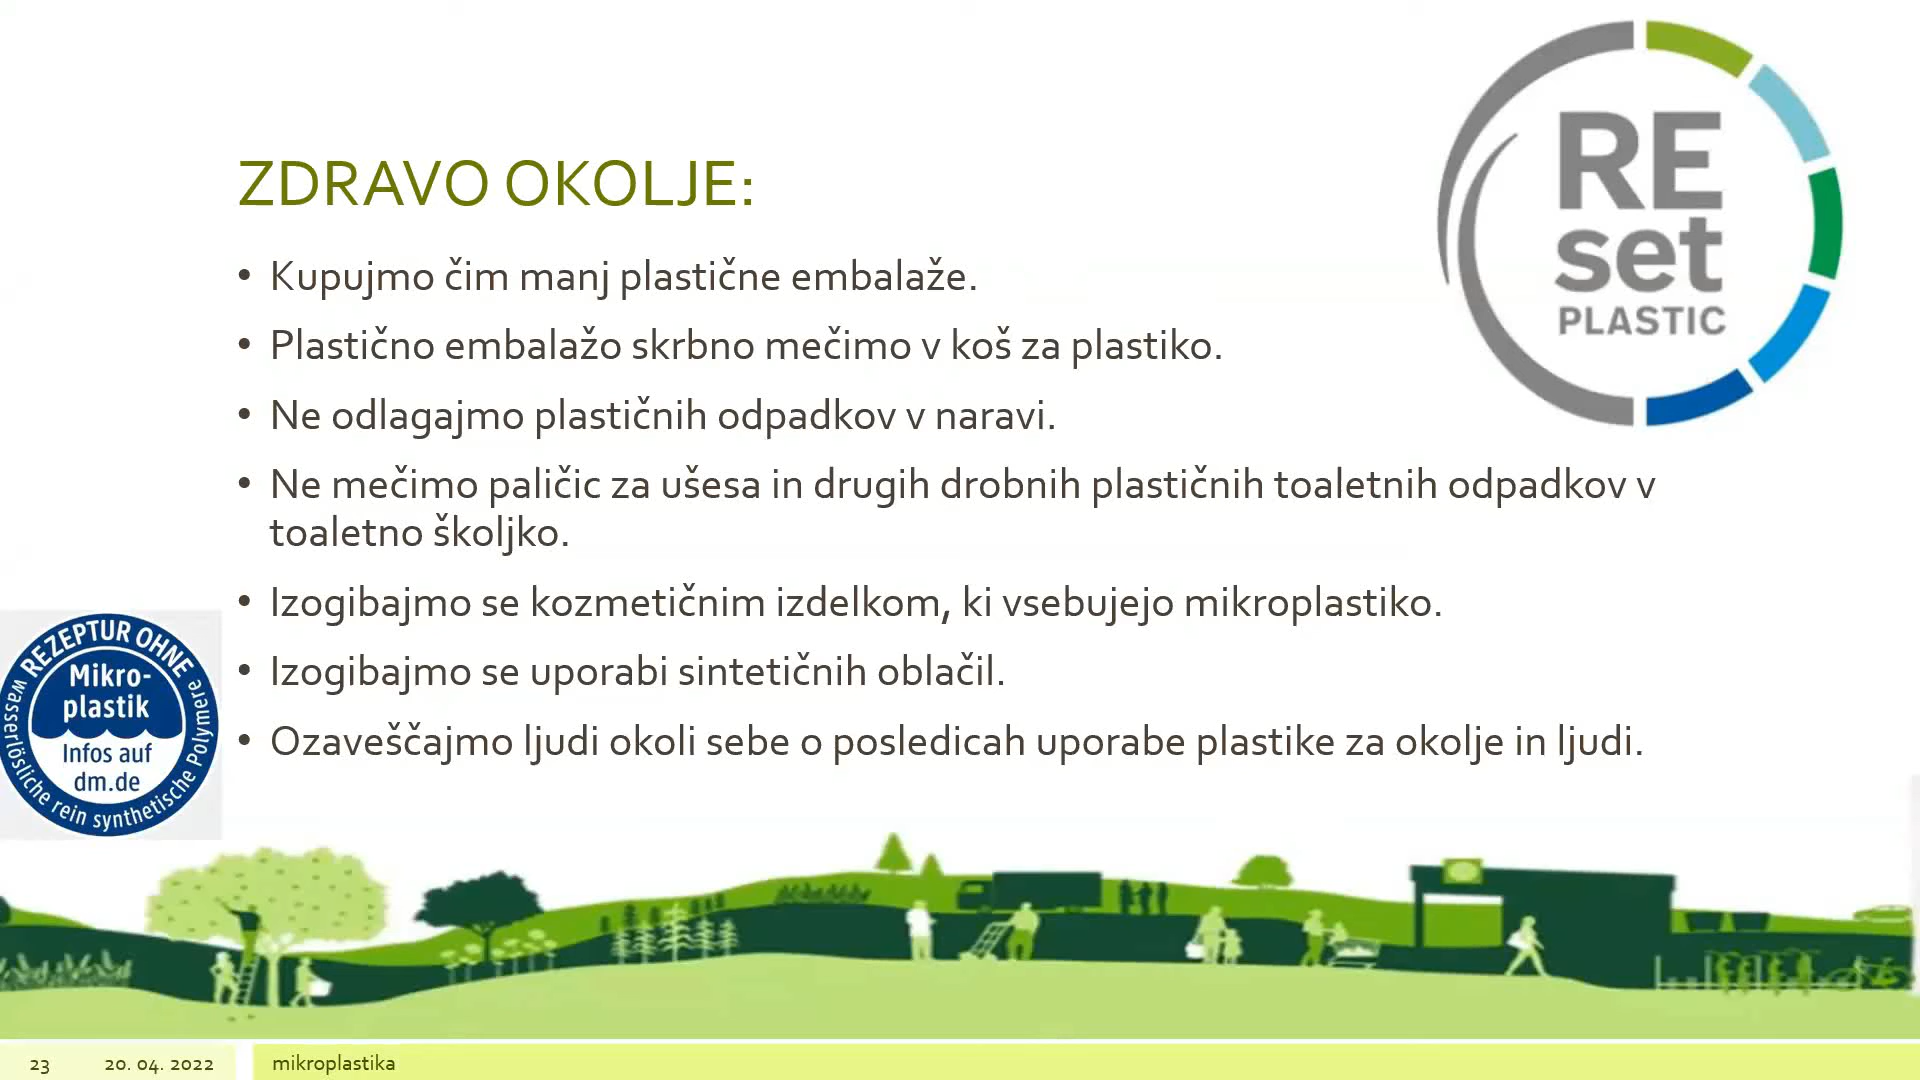 RE
set
PLASTIC
ZDRAVO OKOLJE:
• Kupujmo čim manj plastične embalaže.
• Plastično embalažo skrbno mečimo v koš za plastiko.
• Ne odlagajmo plastičnih odpadkov v naravi.
• Ne mečimo paličic za ušesa in drugih drobnih plastičnih toaletnih odpadkov v
toaletno školjko.
• Izogibajmo se kozmetičnim izdelkom, ki vsebujejo mikroplastiko.
• Izogibajmo se uporabi sintetičnih oblačil.
• Ozaveščajmo ljudi okoli sebe o posledicah uporabe plastike za okolje in ljudi.
REZEPTUR OHNE
Mikro-
plastik
Infos auf
dm.de
wasserlösliche rein synthetische Polymere
23 20. 04. 2022 mikroplastika